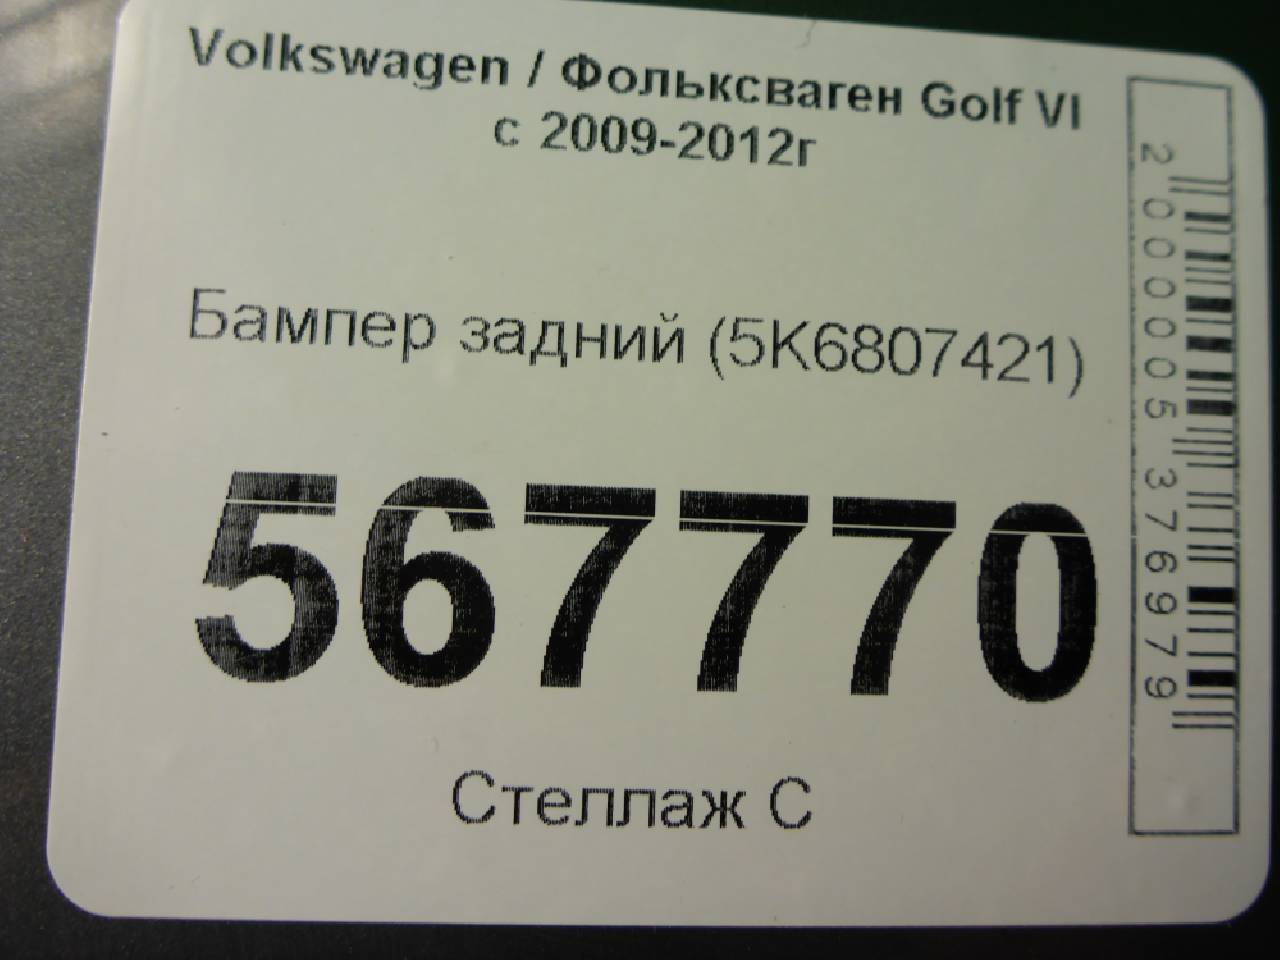 Volkswagen / Фольксваген Golf VI
с 2009-2012г
Бампер задний (5K6807421)
567770
Стеллаж С
2000005376979